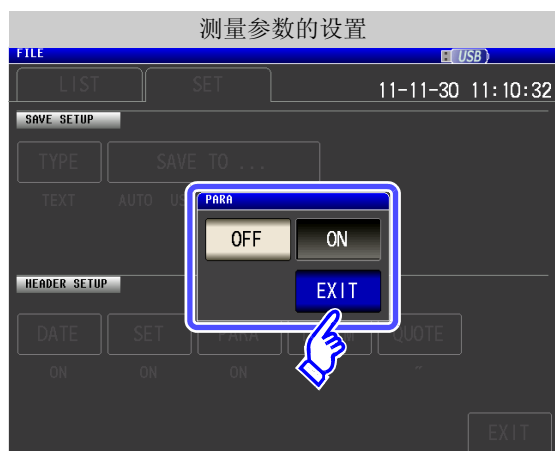 测量参数的设置
FILE
USB
LIST SET 11-11-30 11:10:32
SAVE SETUP
TYPE SAVE TO ...
TEXT AUTO
PARA
OFF ON
EXIT
HEADER SETUP
DATE SET PARA QUOTE
ON ON ON "
EXIT